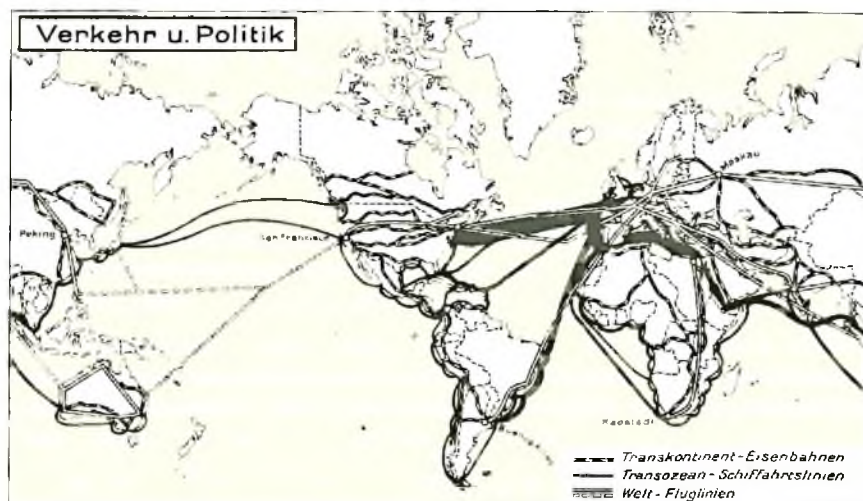 Verkehr u. Politik
Moskau
Peking
San Francisco
Kapstadt
Transkontinent-Eisenbahnen
Transozean-Schiffahrtslinien
Welt-Fluglinien